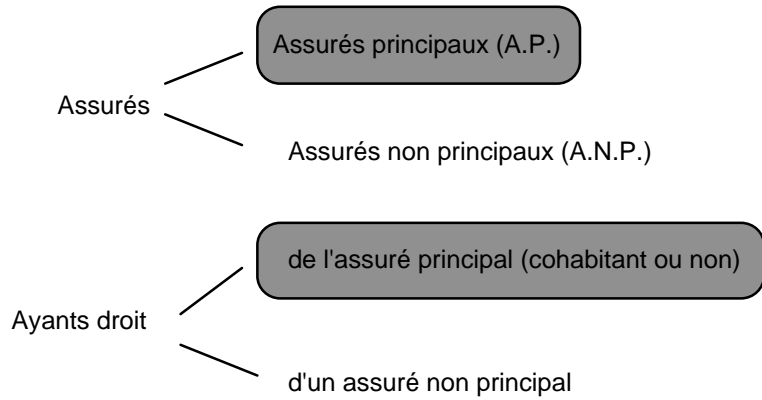 Assurés principaux (A.P.)
Assurés
Assurés non principaux (A.N.P.)
de l'assuré principal (cohabitant ou non)
Ayants droit
d'un assuré non principal